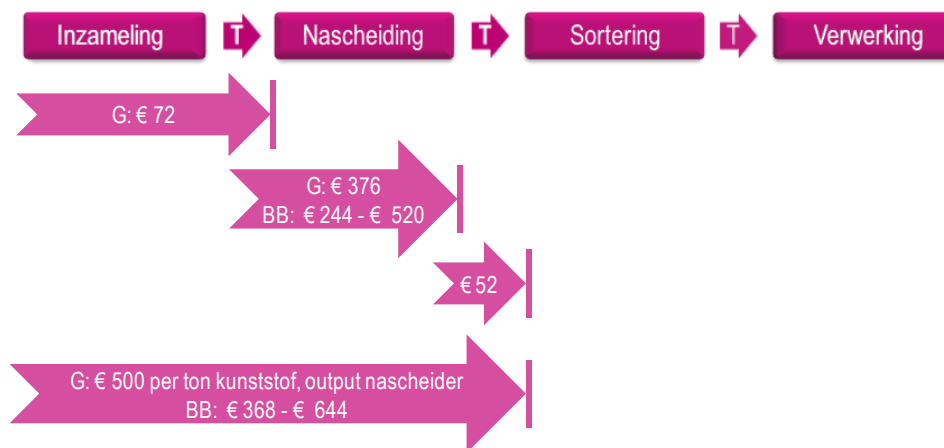 Inzameling T Nascheiding T Sortering T Verwerking
G: € 72
G: € 376
BB: € 244 - € 520
€ 52
G: € 500 per ton kunststof, output nascheider
BB: € 368 - € 644